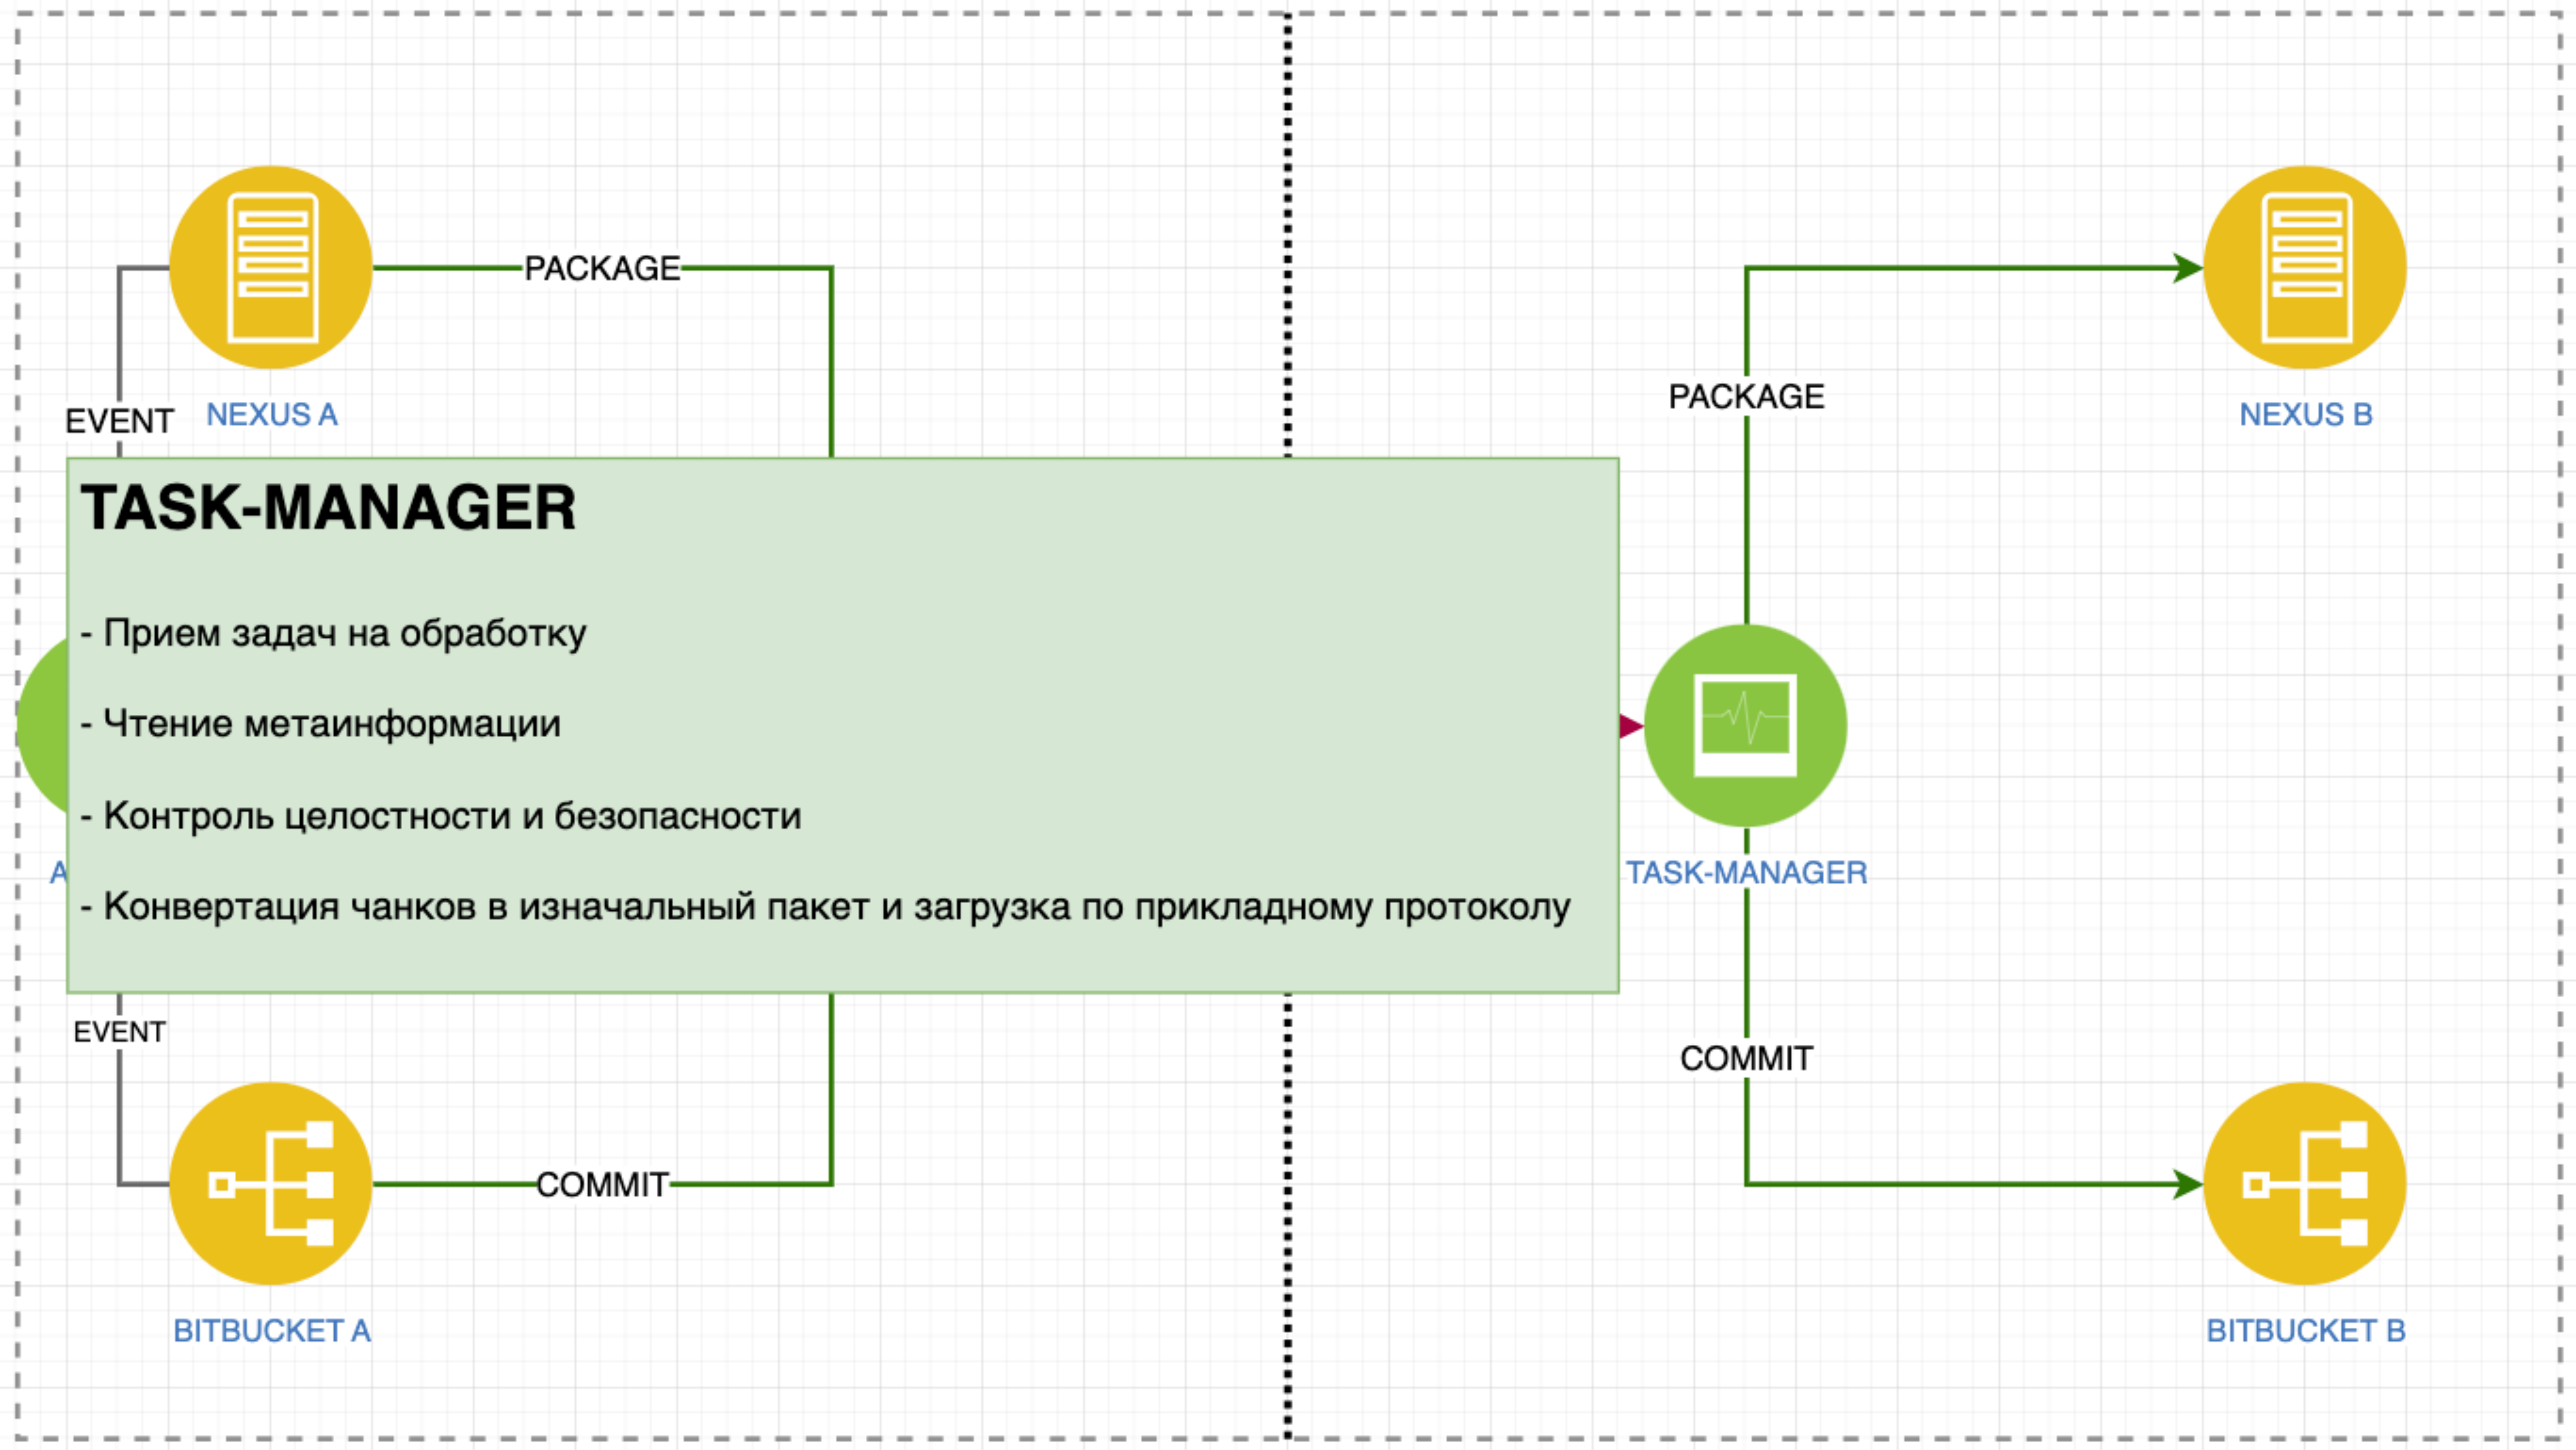 PACKAGE
EVENT
NEXUS A
PACKAGE
NEXUS B
TASK-MANAGER
- Прием задач на обработку
- Чтение метаинформации
- Контроль целостности и безопасности
- Конвертация чанков в изначальный пакет и загрузка по прикладному протоколу
TASK-MANAGER
EVENT
COMMIT
COMMIT
BITBUCKET A
BITBUCKET B